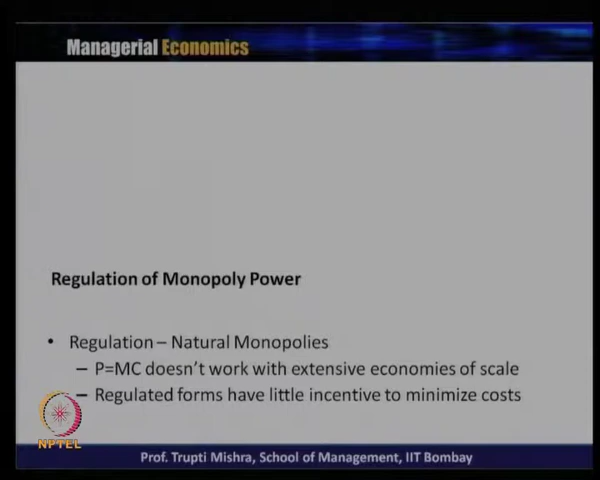 Managerial Economics
Regulation of Monopoly Power
• Regulation – Natural Monopolies
– P=MC doesn't work with extensive economies of scale
– Regulated forms have little incentive to minimize costs
NPTEL
Prof. Trupti Mishra, School of Management, IIT Bombay